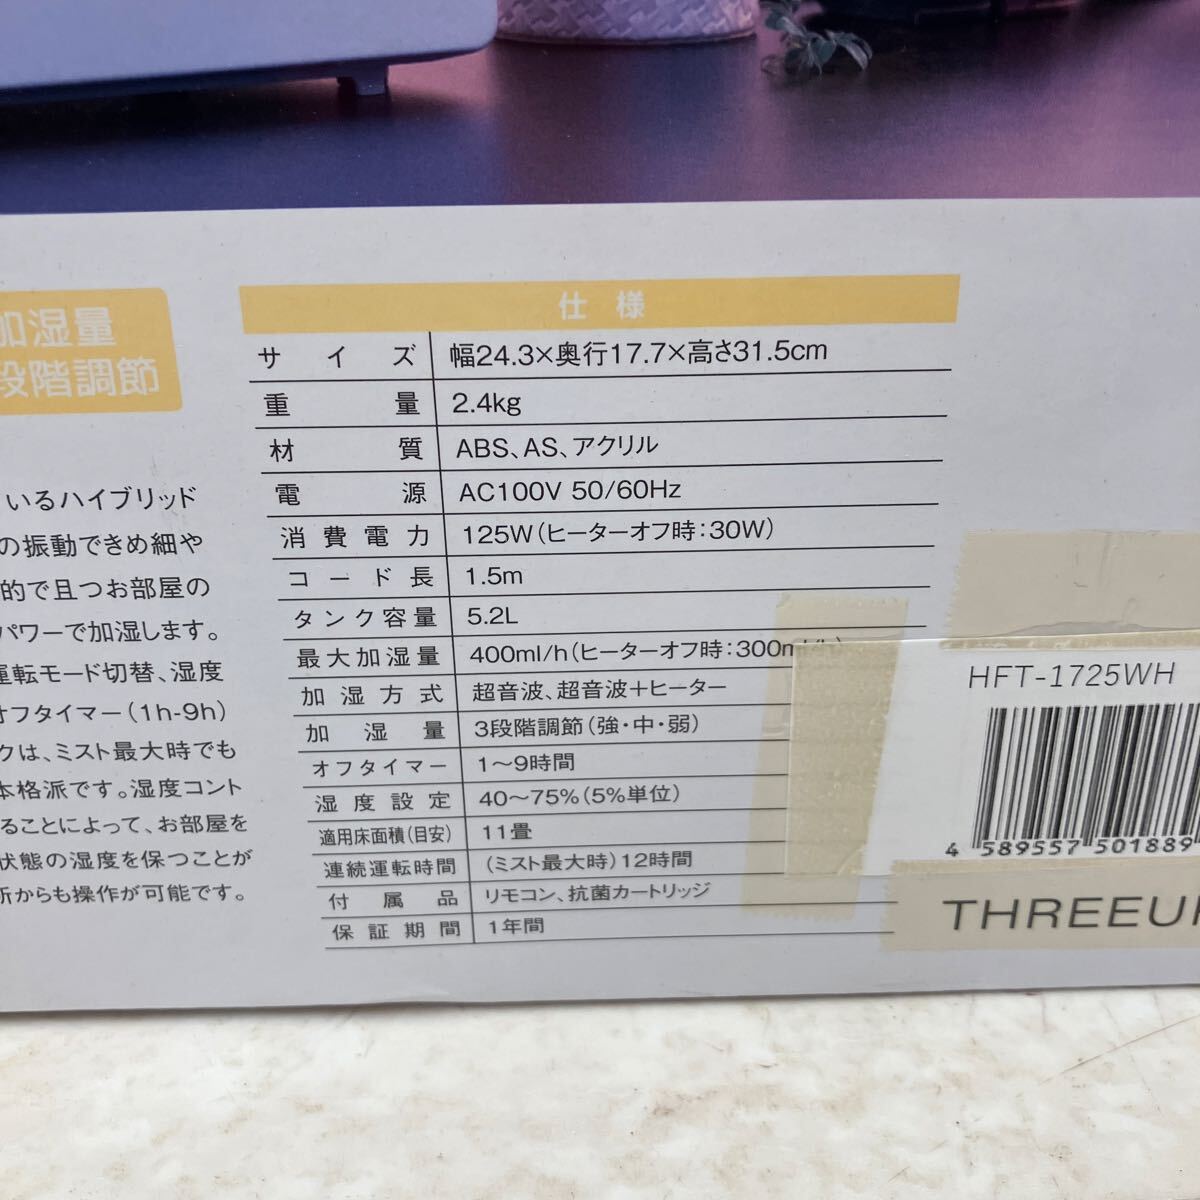 加湿量
段階調節
いるハイブリッド
の振動できめ細や
的で且つお部屋の
パワーで加湿します。
運転モード切替、湿度
オフタイマー(1h-9h)
クは、ミスト最大時でも
本格派です。湿度コント
ることによって、お部屋を
状態の湿度を保つことが
所からも操作が可能です。
仕様
サイズ 幅24.3×奥行17.7×高さ31.5cm
重量 2.4kg
材質 ABS、AS、アクリル
電源 AC100V 50/60Hz
消費電力 125W(ヒーターオフ時:30W)
コード長 1.5m
タンク容量 5.2L
最大加湿量 400ml/h(ヒーターオフ時:300ml/h)
加湿方式 超音波、超音波+ヒーター
加湿量 3段階調節(強・中・弱)
オフタイマー 1〜9時間
湿度設定 40〜75%(5%単位)
適用床面積(目安) 11畳
連続運転時間 (ミスト最大時)12時間
付属品 リモコン、抗菌カートリッジ
保証期間 1年間
HFT-1725WH
4 589557 501889
THREEU